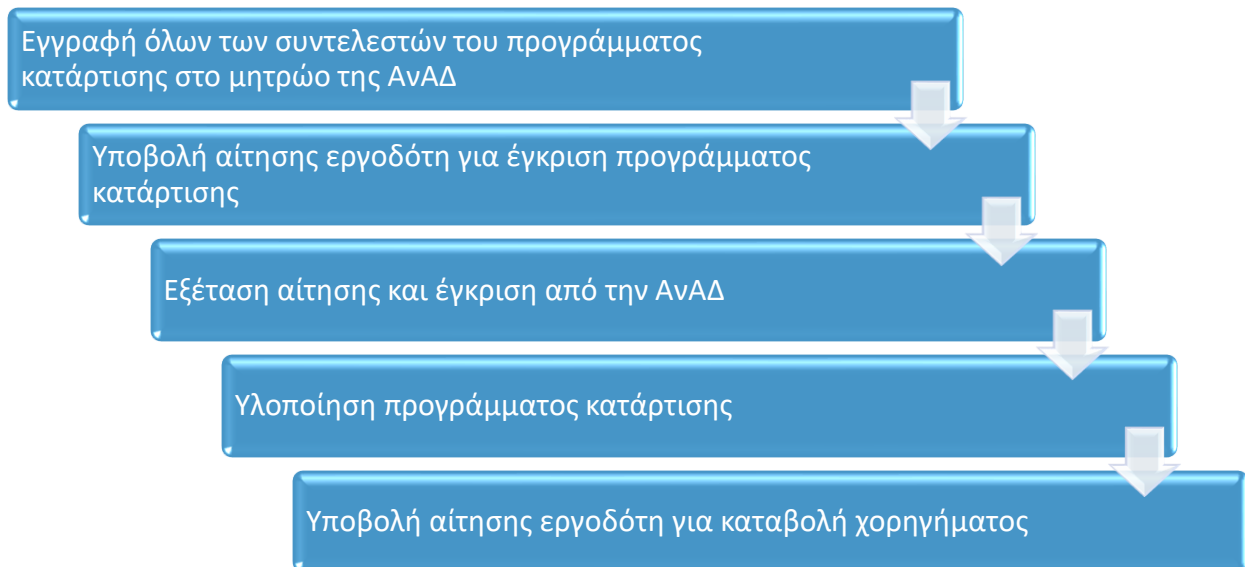 Εγγραφή όλων των συντελεστών του προγράμματος
κατάρτισης στο μητρώο της ΑνΑΔ
Υποβολή αίτησης εργοδότη για έγκριση προγράμματος
κατάρτισης
Εξέταση αίτησης και έγκριση από την ΑνΑΔ
Υλοποίηση προγράμματος κατάρτισης
Υποβολή αίτησης εργοδότη για καταβολή χορηγήματος